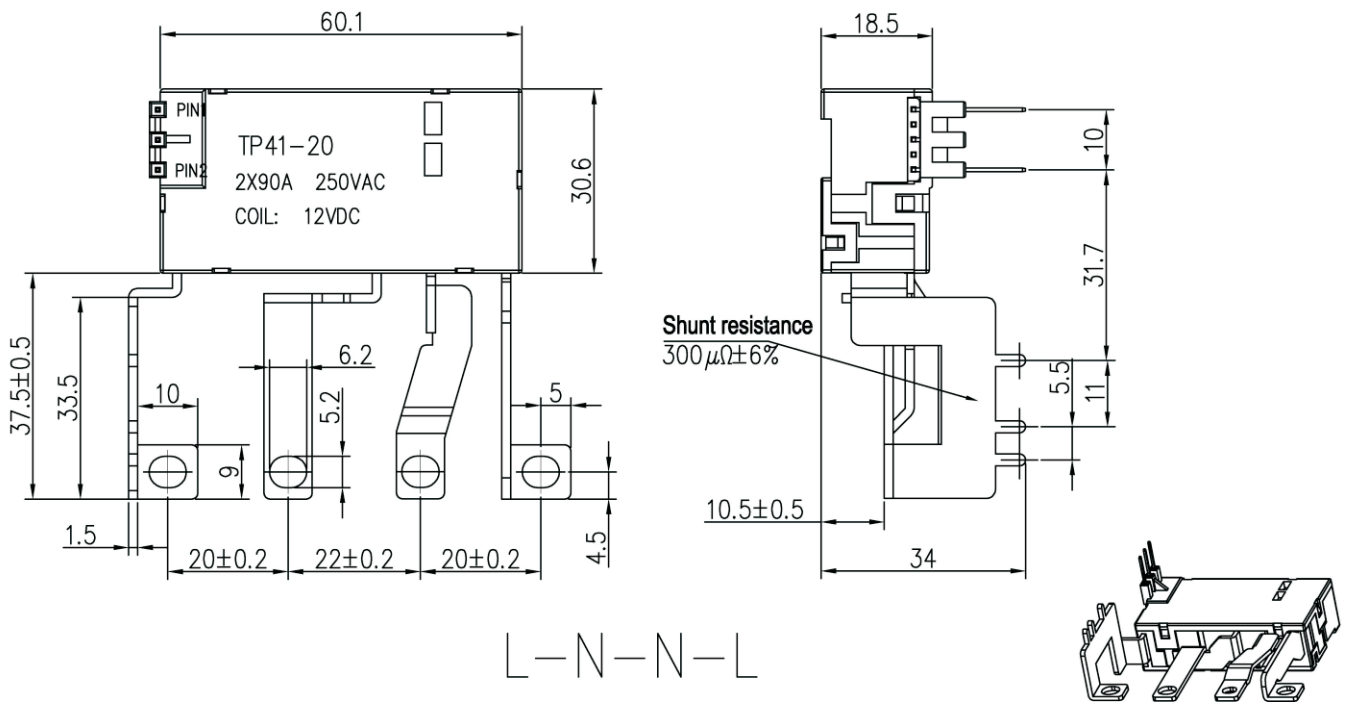 60.1
18.5
PIN1
TP41-20
PIN2
2X90A 250VAC
COIL: 12VDC
30.6
10
31.7
Shunt resistance
300μΩ±6%
37.5±0.5
33.5
10
6.2
5.2
5
9
5.5
11
1.5
20±0.2
22±0.2
20±0.2
4.5
10.5±0.5
34
L-N-N-L